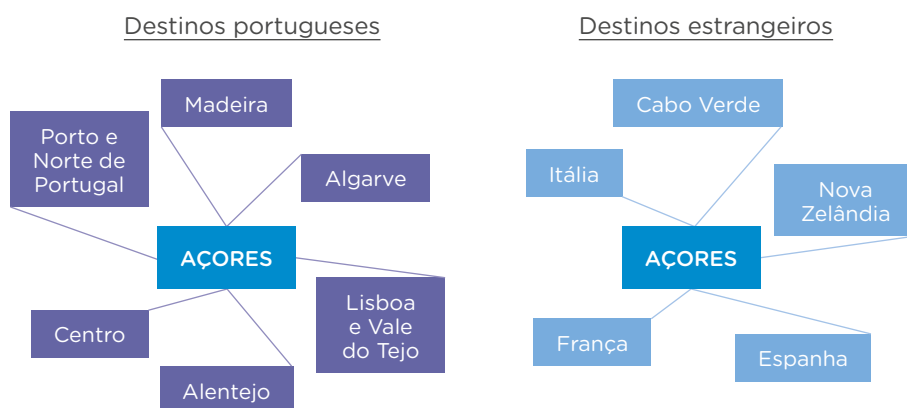 Destinos portugueses
Madeira
Porto e
Norte de
Portugal
Algarve
AÇORES
Lisboa
e Vale
do Tejo
Centro
Alentejo
Destinos estrangeiros
Cabo Verde
Itália
Nova
Zelândia
AÇORES
França
Espanha